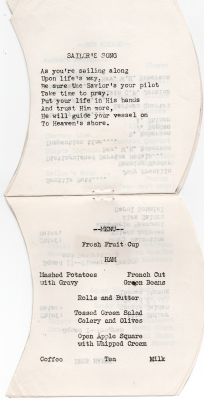 SAILOR'S SONG
As you're sailing along
Upon life's way,
Be sure the Savior's your pilot
Take time to pray,
Put your life in His hands
And trust Him more,
He will guide your vessel on
To Heaven's shore.
--MENU--
Fresh Fruit Cup
HAM
Mashed Potatoes French Cut
with Gravy Green Beans
Rolls and Butter
Tossed Green Salad
Celery and Olives
Open Apple Square
with Whipped Cream
Coffee Tea Milk